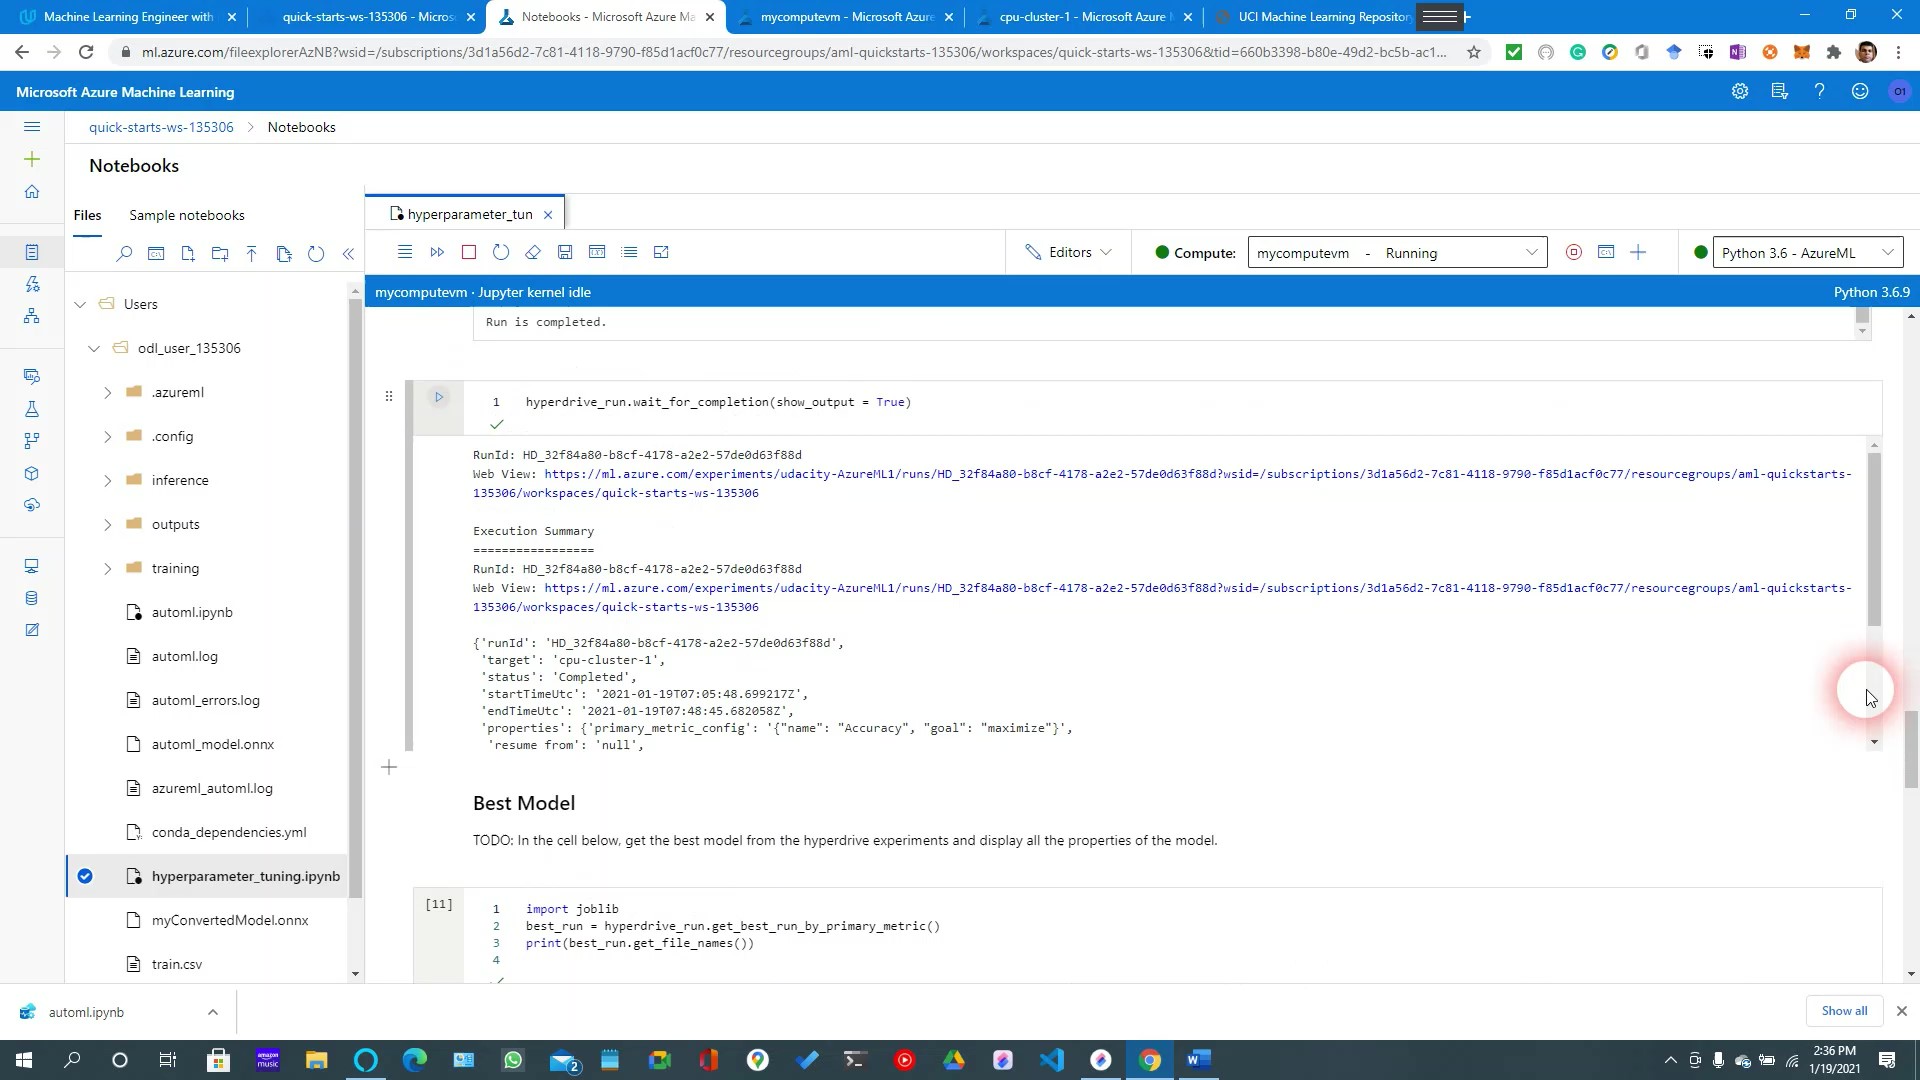 Machine Learning Engineer with
quick-starts-ws-135306 - Micros
Notebooks - Microsoft Azure Ma
mycomputevm - Microsoft Azure
cpu-cluster-1 - Microsoft Azure
UCI Machine Learning Repository
ml.azure.com/fileexplorerAzNB?wsid=/subscriptions/3d1a56d2-7c81-4118-9790-f85d1acf0c77/resourcegroups/aml-quickstarts-135306/workspaces/quick-starts-ws-135306&tid=660b3398-b80e-49d2-bc5b-ac1...
Microsoft Azure Machine Learning
O1
quick-starts-ws-135306 > Notebooks
Notebooks
Files
Sample notebooks
hyperparameter_tun
Editors
Compute:
mycomputevm - Running
Python 3.6 - AzureML
mycomputevm · Jupyter kernel idle
Python 3.6.9
Users
odl_user_135306
.azureml
.config
inference
outputs
training
automl.ipynb
automl.log
automl_errors.log
automl_model.onnx
azureml_automl.log
conda_dependencies.yml
hyperparameter_tuning.ipynb
myConvertedModel.onnx
train.csv
Run is completed.
1 hyperdrive_run.wait_for_completion(show_output = True)
RunId: HD_32f84a80-b8cf-4178-a2e2-57de0d63f88d
Web View: https://ml.azure.com/experiments/udacity-AzureML1/runs/HD_32f84a80-b8cf-4178-a2e2-57de0d63f88d?wsid=/subscriptions/3d1a56d2-7c81-4118-9790-f85d1acf0c77/resourcegroups/aml-quickstarts-
135306/workspaces/quick-starts-ws-135306
Execution Summary
=================
RunId: HD_32f84a80-b8cf-4178-a2e2-57de0d63f88d
Web View: https://ml.azure.com/experiments/udacity-AzureML1/runs/HD_32f84a80-b8cf-4178-a2e2-57de0d63f88d?wsid=/subscriptions/3d1a56d2-7c81-4118-9790-f85d1acf0c77/resourcegroups/aml-quickstarts-
135306/workspaces/quick-starts-ws-135306
{'runId': 'HD_32f84a80-b8cf-4178-a2e2-57de0d63f88d',
'target': 'cpu-cluster-1',
'status': 'Completed',
'startTimeUtc': '2021-01-19T07:05:48.699217Z',
'endTimeUtc': '2021-01-19T07:48:45.682058Z',
'properties': {'primary_metric_config': '{"name": "Accuracy", "goal": "maximize"}',
'resume from': 'null',
Best Model
TODO: In the cell below, get the best model from the hyperdrive experiments and display all the properties of the model.
[11]
1 import joblib
2 best_run = hyperdrive_run.get_best_run_by_primary_metric()
3 print(best_run.get_file_names())
4
automl.ipynb
Show all
amazon music
2
2:36 PM
1/19/2021